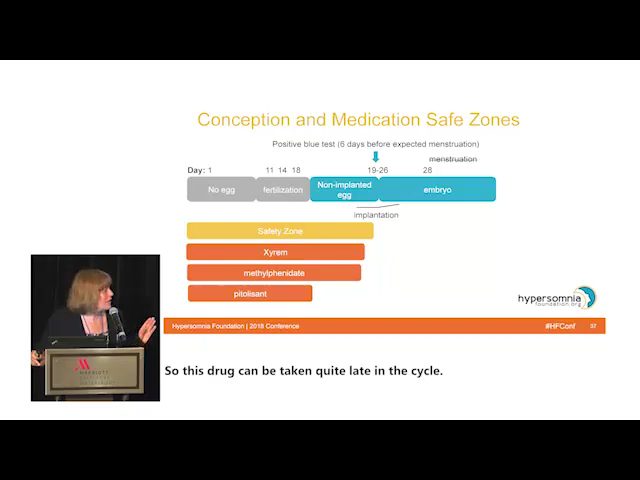 Conception and Medication Safe Zones
Positive blue test (6 days before expected menstruation)
menstruation
Day: 1 11 14 18 19-26 28
No egg
fertilization
Non-implanted
egg
embryo
implantation
Safety Zone
Xyrem
methylphenidate
pitolisant
hypersomnia
foundation.org
Hypersomnia Foundation | 2018 Conference #HFConf 37
MARRIOTT
So this drug can be taken quite late in the cycle.